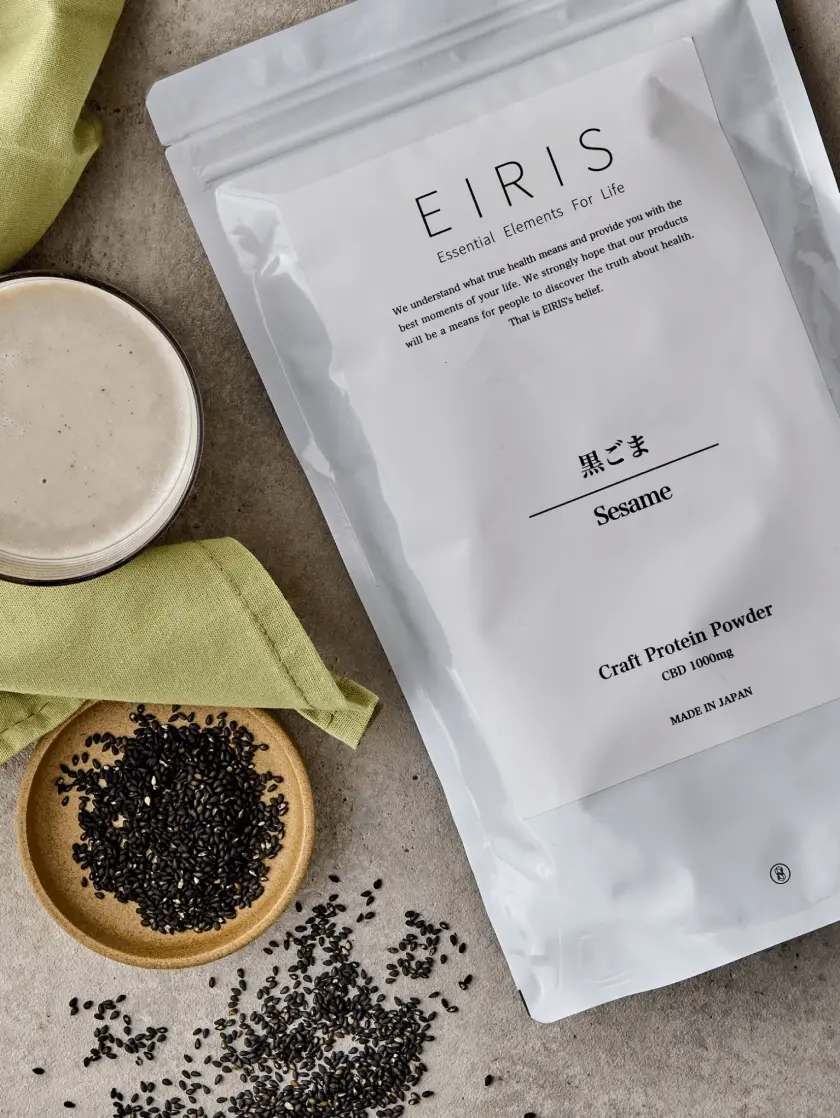 EIRIS
Essential Elements For Life
We understand what true health means and provide you with the
best moments of your life. We strongly hope that our products
will be a means for people to discover the truth about health.
That is EIRIS's belief.
黒ごま
Sesame
Craft Protein Powder
CBD 1000mg
MADE IN JAPAN